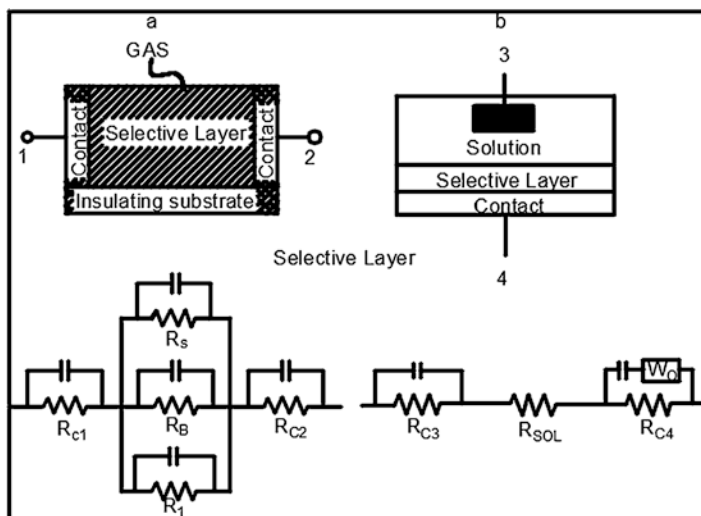 a
b
GAS
3
Contact
Selective Layer
Contact
1
2
Insulating substrate
Solution
Selective Layer
Contact
4
Selective Layer
Rs
Rc1
RB
RC2
R1
RC3
RSOL
WO
RC4